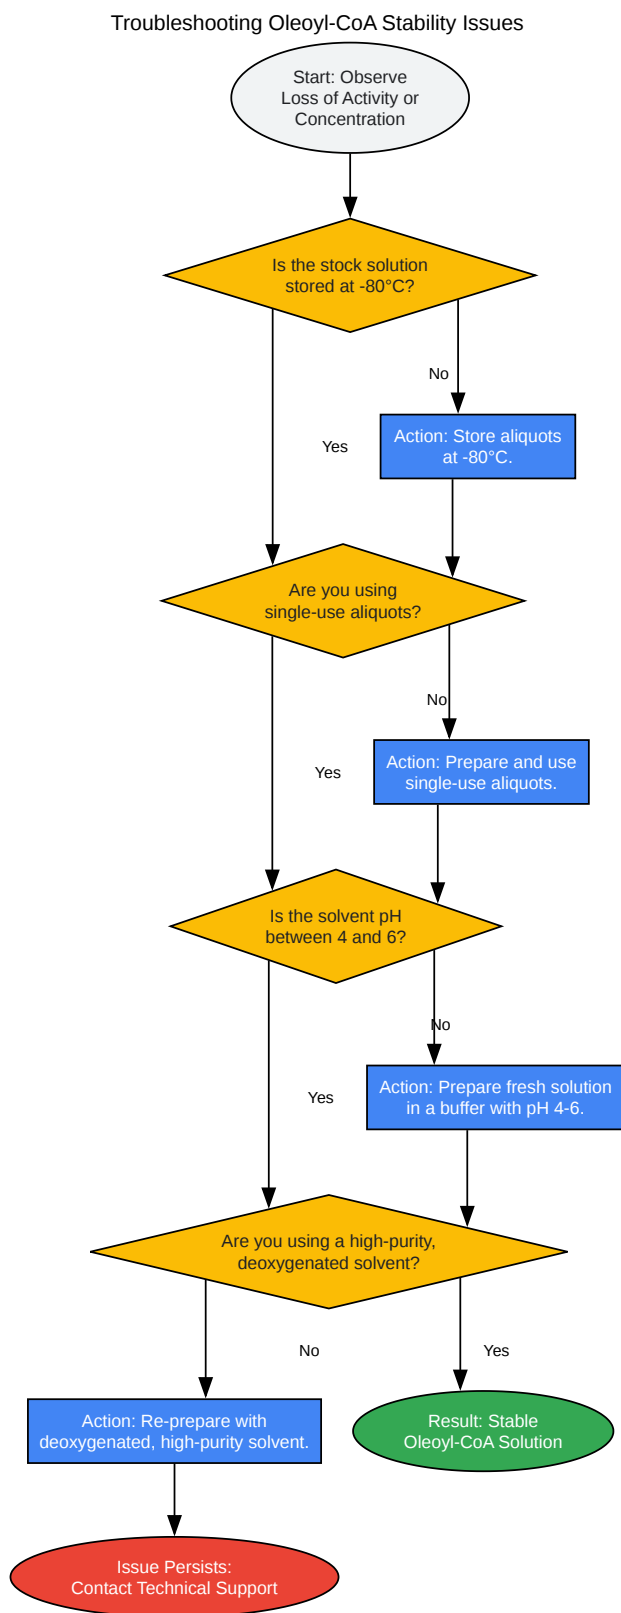 Troubleshooting Oleoyl-CoA Stability Issues
Start: Observe
Loss of Activity or
Concentration
Is the stock solution
stored at -80°C?
No
Yes
Action: Store aliquots
at -80°C.
Are you using
single-use aliquots?
No
Yes
Action: Prepare and use
single-use aliquots.
Is the solvent pH
between 4 and 6?
No
Yes
Action: Prepare fresh solution
in a buffer with pH 4-6.
Are you using a high-purity,
deoxygenated solvent?
No
Yes
Action: Re-prepare with
deoxygenated, high-purity solvent.
Result: Stable
Oleoyl-CoA Solution
Issue Persists:
Contact Technical Support